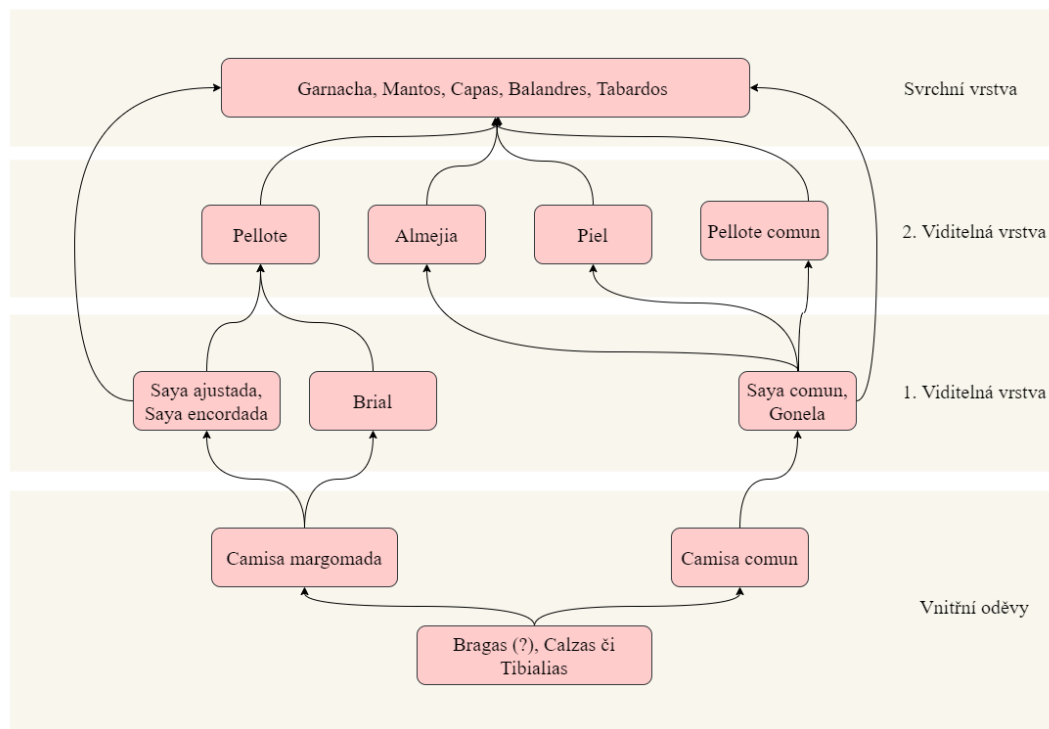 Garnacha, Mantos, Capas, Balandres, Tabardos
Svrchní vrstva
Pellote
Almejia
Piel
Pellote comun
2. Viditelná vrstva
Saya ajustada,
Saya encordada
Brial
Saya comun,
Gonela
1. Viditelná vrstva
Camisa margomada
Camisa comun
Vnitřní oděvy
Bragas (?), Calzas či
Tibialias